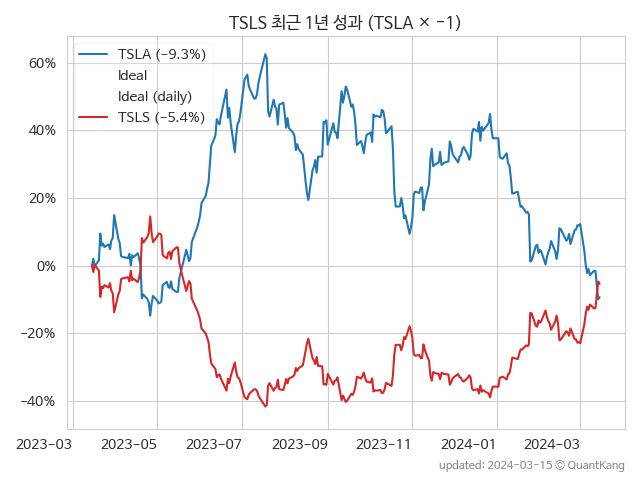 TSLS 최근 1년 성과 (TSLA × −1)
TSLA (−9.3%)
Ideal
Ideal (daily)
TSLS (−5.4%)
60%
40%
20%
0%
−20%
−40%
2023-03 2023-05 2023-07 2023-09 2023-11 2024-01 2024-03
updated: 2024-03-15 © QuantKang